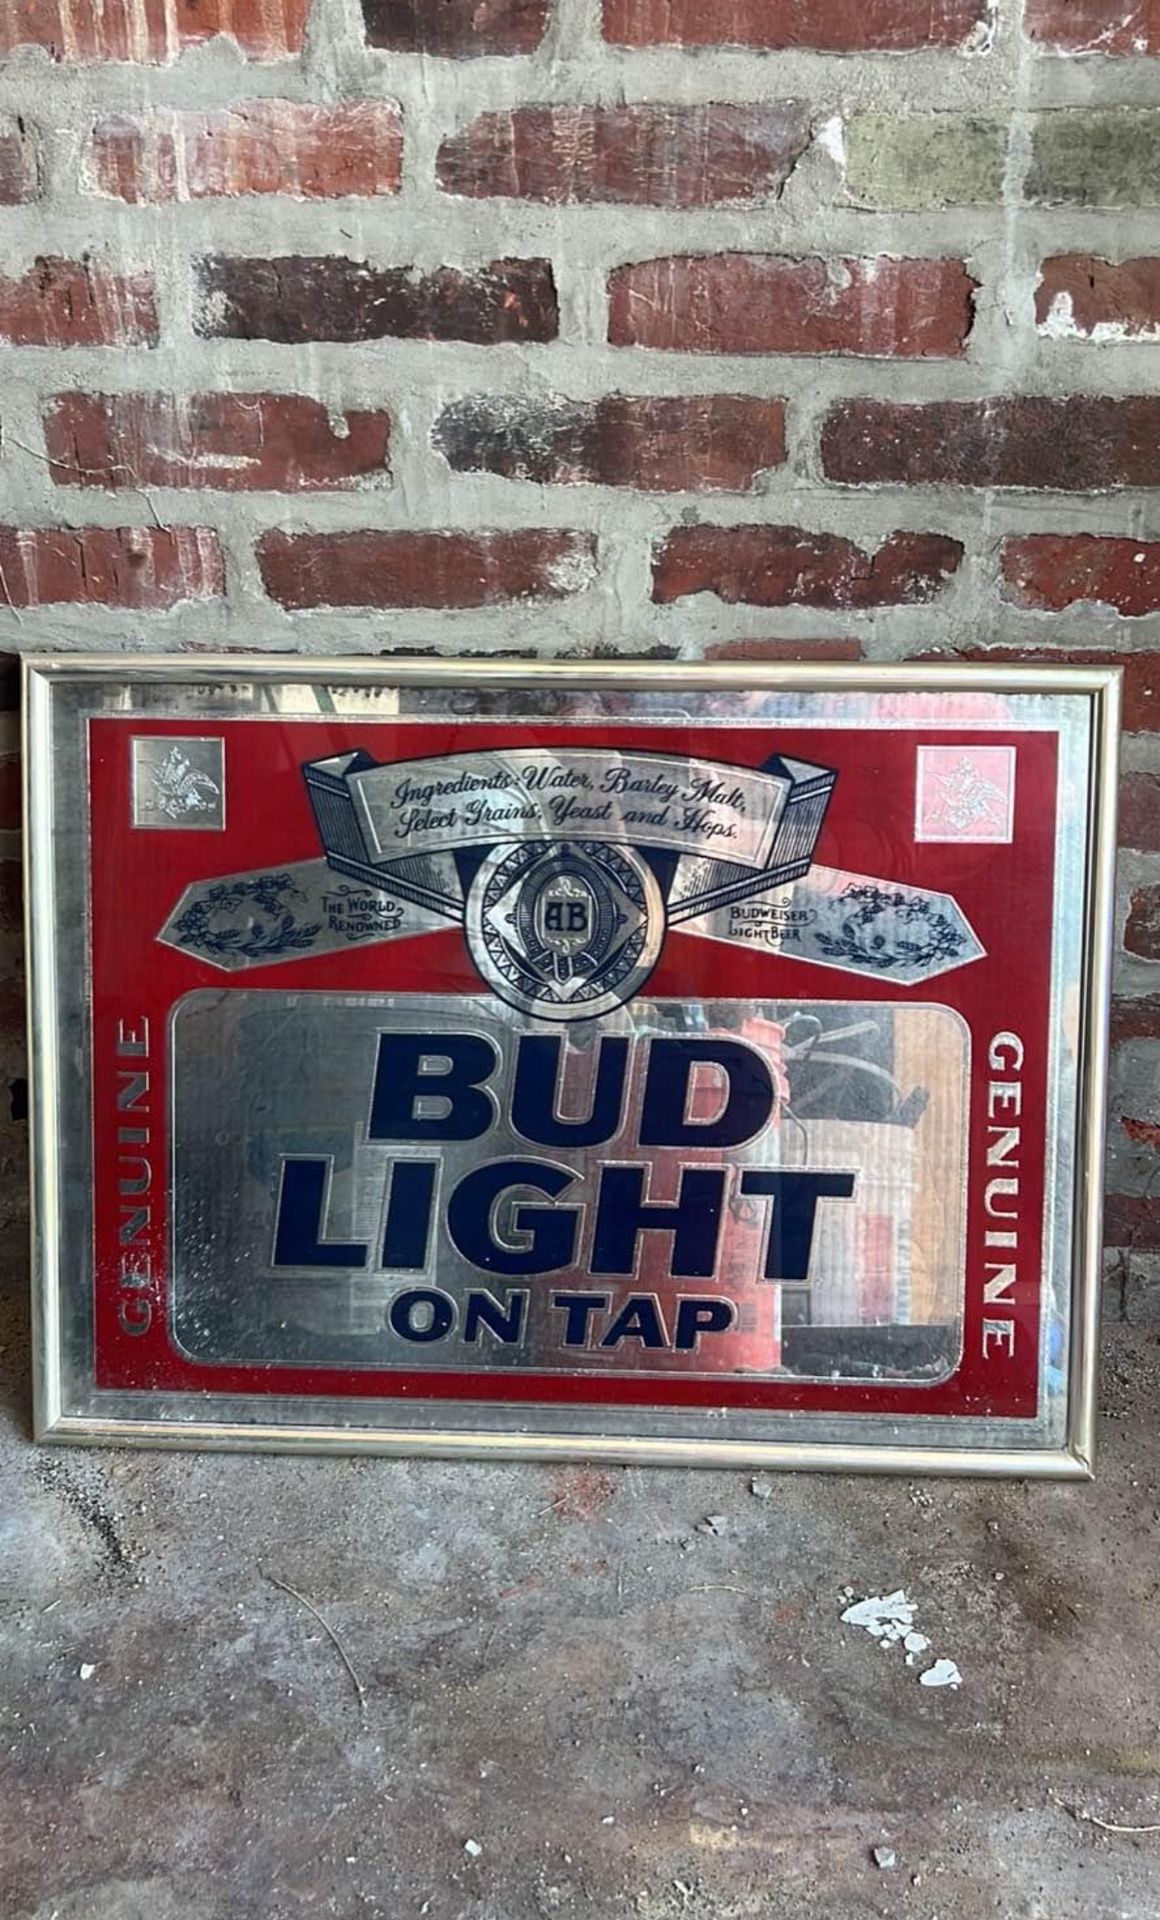 Ingredients: Water, Barley Malt,
Select Grains, Yeast and Hops.
THE WORLD
RENOWNED
AB
BUDWEISER
LIGHT BEER
GENUINE
BUD
LIGHT
ON TAP
GENUINE